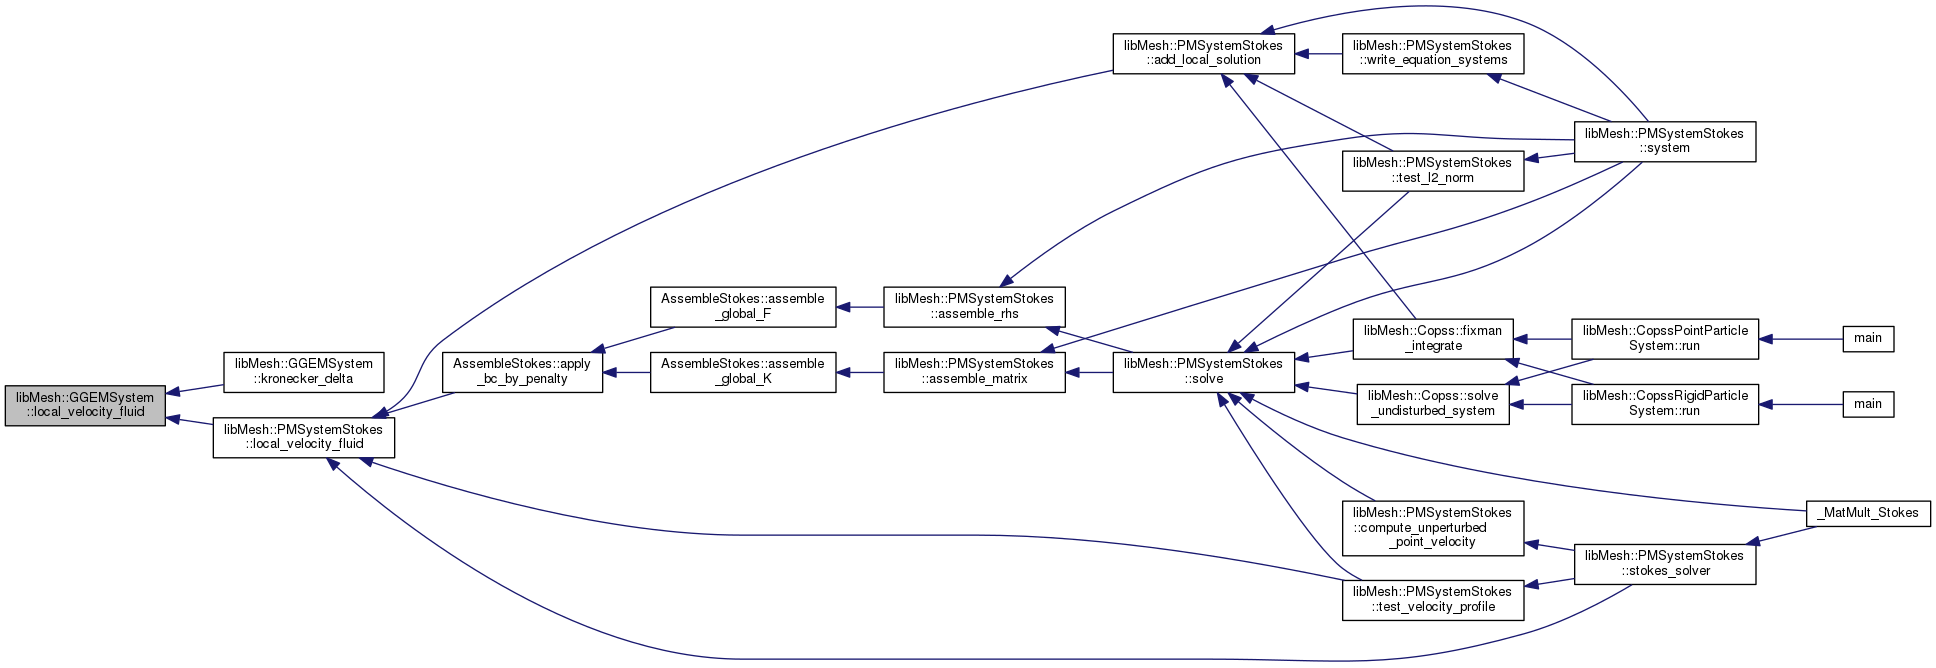 libMesh::GGEMSystem
::local_velocity_fluid
libMesh::GGEMSystem
::kronecker_delta
libMesh::PMSystemStokes
::local_velocity_fluid
AssembleStokes::apply
_bc_by_penalty
AssembleStokes::assemble
_global_F
AssembleStokes::assemble
_global_K
libMesh::PMSystemStokes
::assemble_rhs
libMesh::PMSystemStokes
::assemble_matrix
libMesh::PMSystemStokes
::add_local_solution
libMesh::PMSystemStokes
::solve
libMesh::PMSystemStokes
::write_equation_systems
libMesh::PMSystemStokes
::test_l2_norm
libMesh::Copss::fixman
_integrate
libMesh::Copss::solve
_undisturbed_system
libMesh::PMSystemStokes
::compute_unperturbed
_point_velocity
libMesh::PMSystemStokes
::test_velocity_profile
libMesh::PMSystemStokes
::system
libMesh::CopssPointParticle
System::run
libMesh::CopssRigidParticle
System::run
libMesh::PMSystemStokes
::stokes_solver
main
main
_MatMult_Stokes